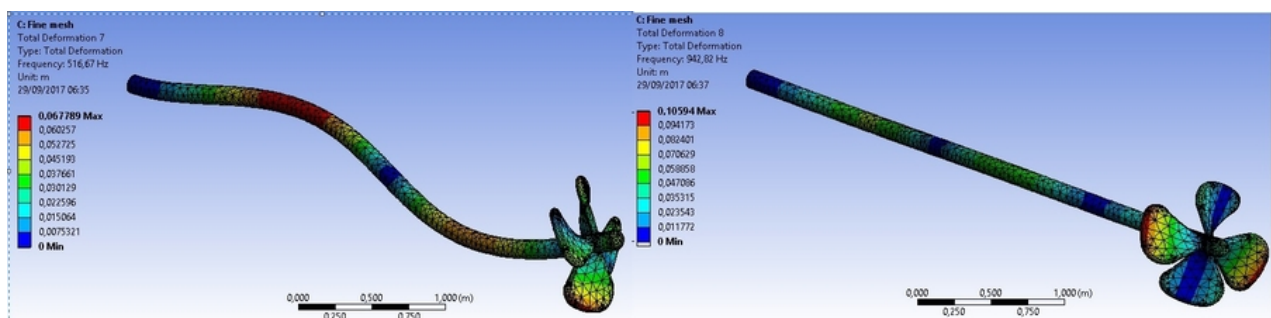 C: Fine mesh
Total Deformation 7
Type: Total Deformation
Frequency: 516,67 Hz
Unit: m
29/09/2017 06:35
0,067789 Max
0,060257
0,052725
0,045193
0,037661
0,030129
0,022596
0,015064
0,0075321
0 Min
0,000 0,500 1,000 (m)
0,250 0,750
C: Fine mesh
Total Deformation 8
Type: Total Deformation
Frequency: 942,82 Hz
Unit: m
29/09/2017 06:37
0,10594 Max
0,094173
0,082401
0,070629
0,058858
0,047086
0,035315
0,023543
0,011772
0 Min
0,000 0,500 1,000 (m)
0,250 0,750